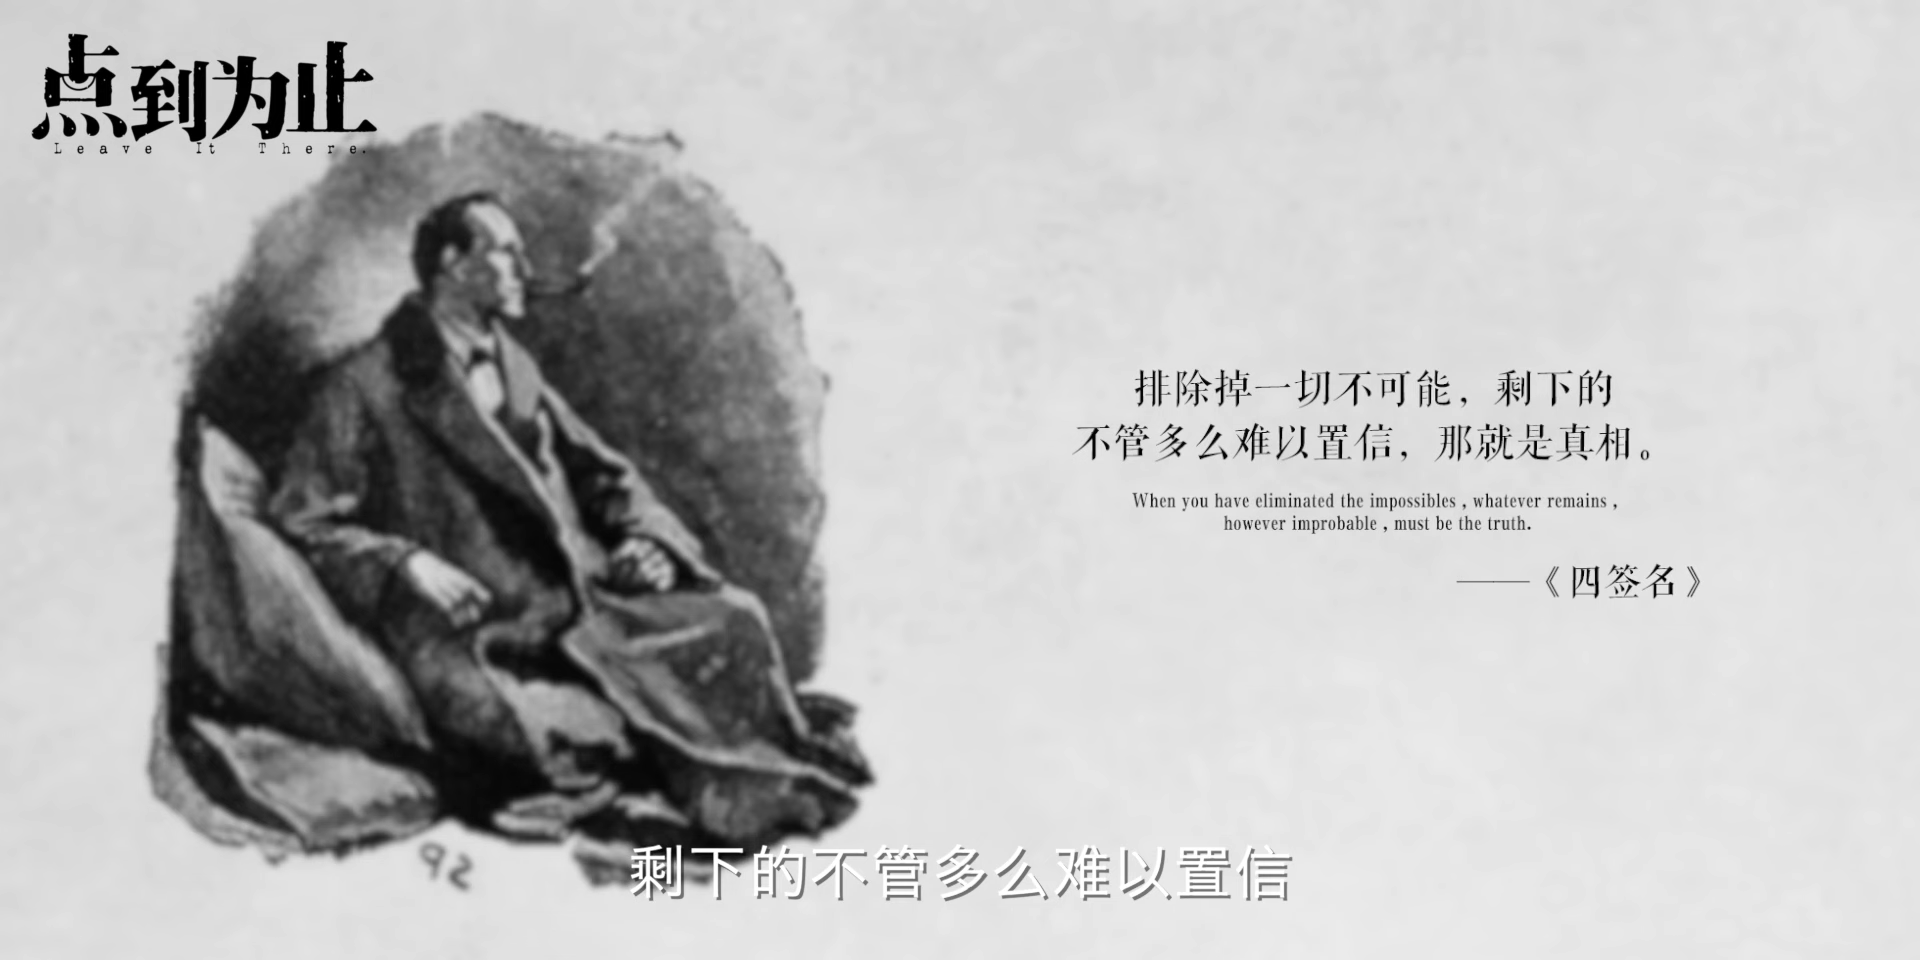 点到为止
Leave It There.
排除掉一切不可能，剩下的
不管多么难以置信，那就是真相。
When you have eliminated the impossibles , whatever remains ,
however improbable , must be the truth.
——《四签名》
92
剩下的不管多么难以置信